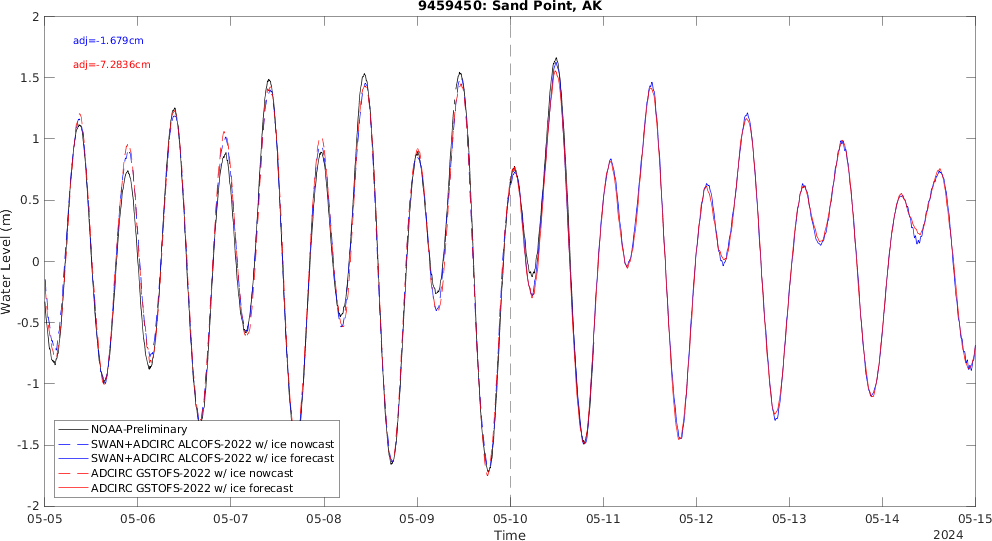 9459450: Sand Point, AK
adj=-1.679cm
adj=-7.2836cm
Water Level (m)
2
1.5
1
0.5
0
-0.5
-1
-1.5
-2
NOAA-Preliminary
SWAN+ADCIRC ALCOFS-2022 w/ ice nowcast
SWAN+ADCIRC ALCOFS-2022 w/ ice forecast
ADCIRC GSTOFS-2022 w/ ice nowcast
ADCIRC GSTOFS-2022 w/ ice forecast
05-05 05-06 05-07 05-08 05-09 05-10 05-11 05-12 05-13 05-14 05-15
Time
2024